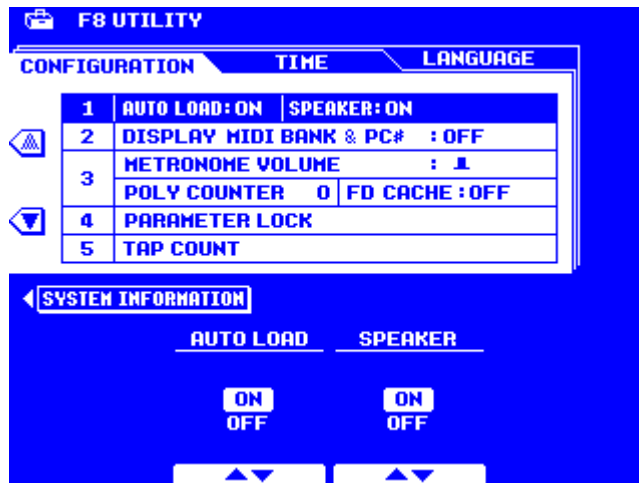 F8 UTILITY
CONFIGURATION TIME LANGUAGE
1 AUTO LOAD:ON SPEAKER:ON
2 DISPLAY MIDI BANK & PC# :OFF
3 METRONOME VOLUME :
POLY COUNTER 0 FD CACHE:OFF
4 PARAMETER LOCK
5 TAP COUNT
SYSTEM INFORMATION
AUTO LOAD SPEAKER
ON ON
OFF OFF